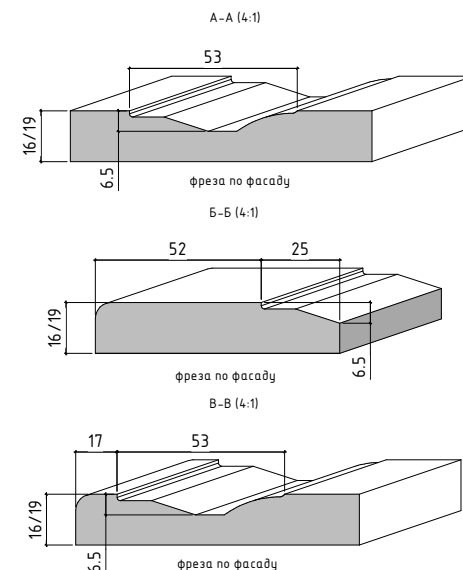 А-А (4:1)
53
16/19
6.5
фреза по фасаду
Б-Б (4:1)
52 25
16/19
6.5
фреза по фасаду
В-В (4:1)
17 53
16/19
6.5
фреза по фасаду